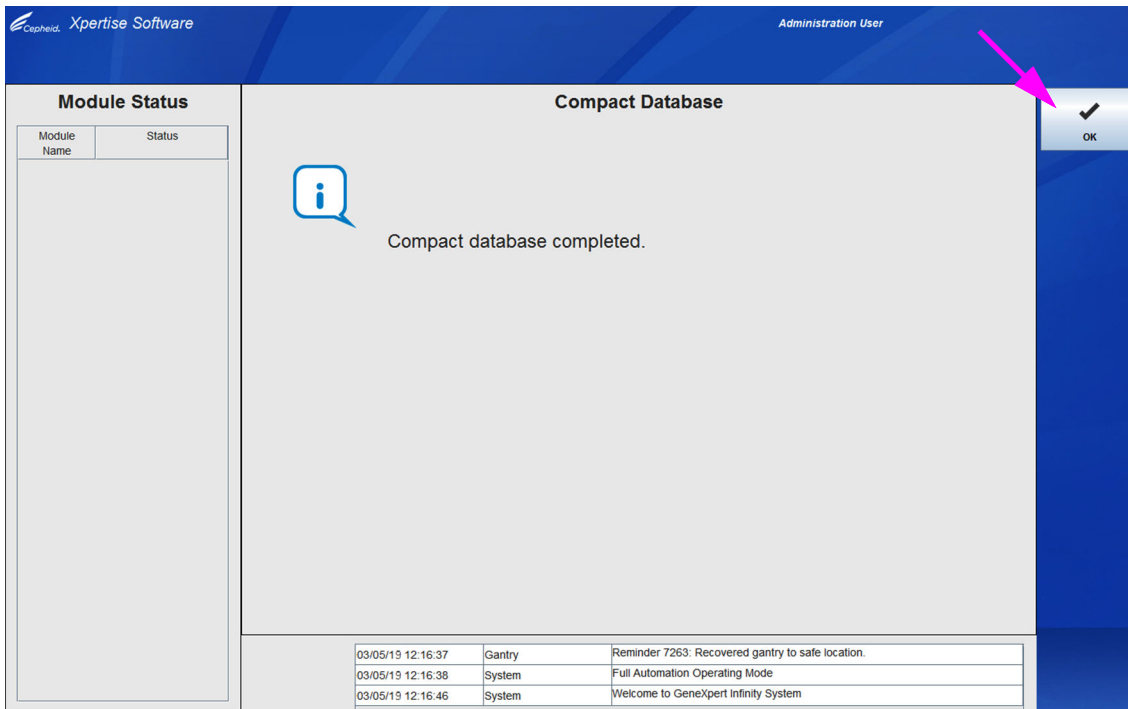 Cepheid. Xpertise Software
Administration User
Module Status
Module Name
Status
Compact Database
OK
Compact database completed.
03/05/19 12:16:37 Gantry Reminder 7263: Recovered gantry to safe location.
03/05/19 12:16:38 System Full Automation Operating Mode
03/05/19 12:16:46 System Welcome to GeneXpert Infinity System